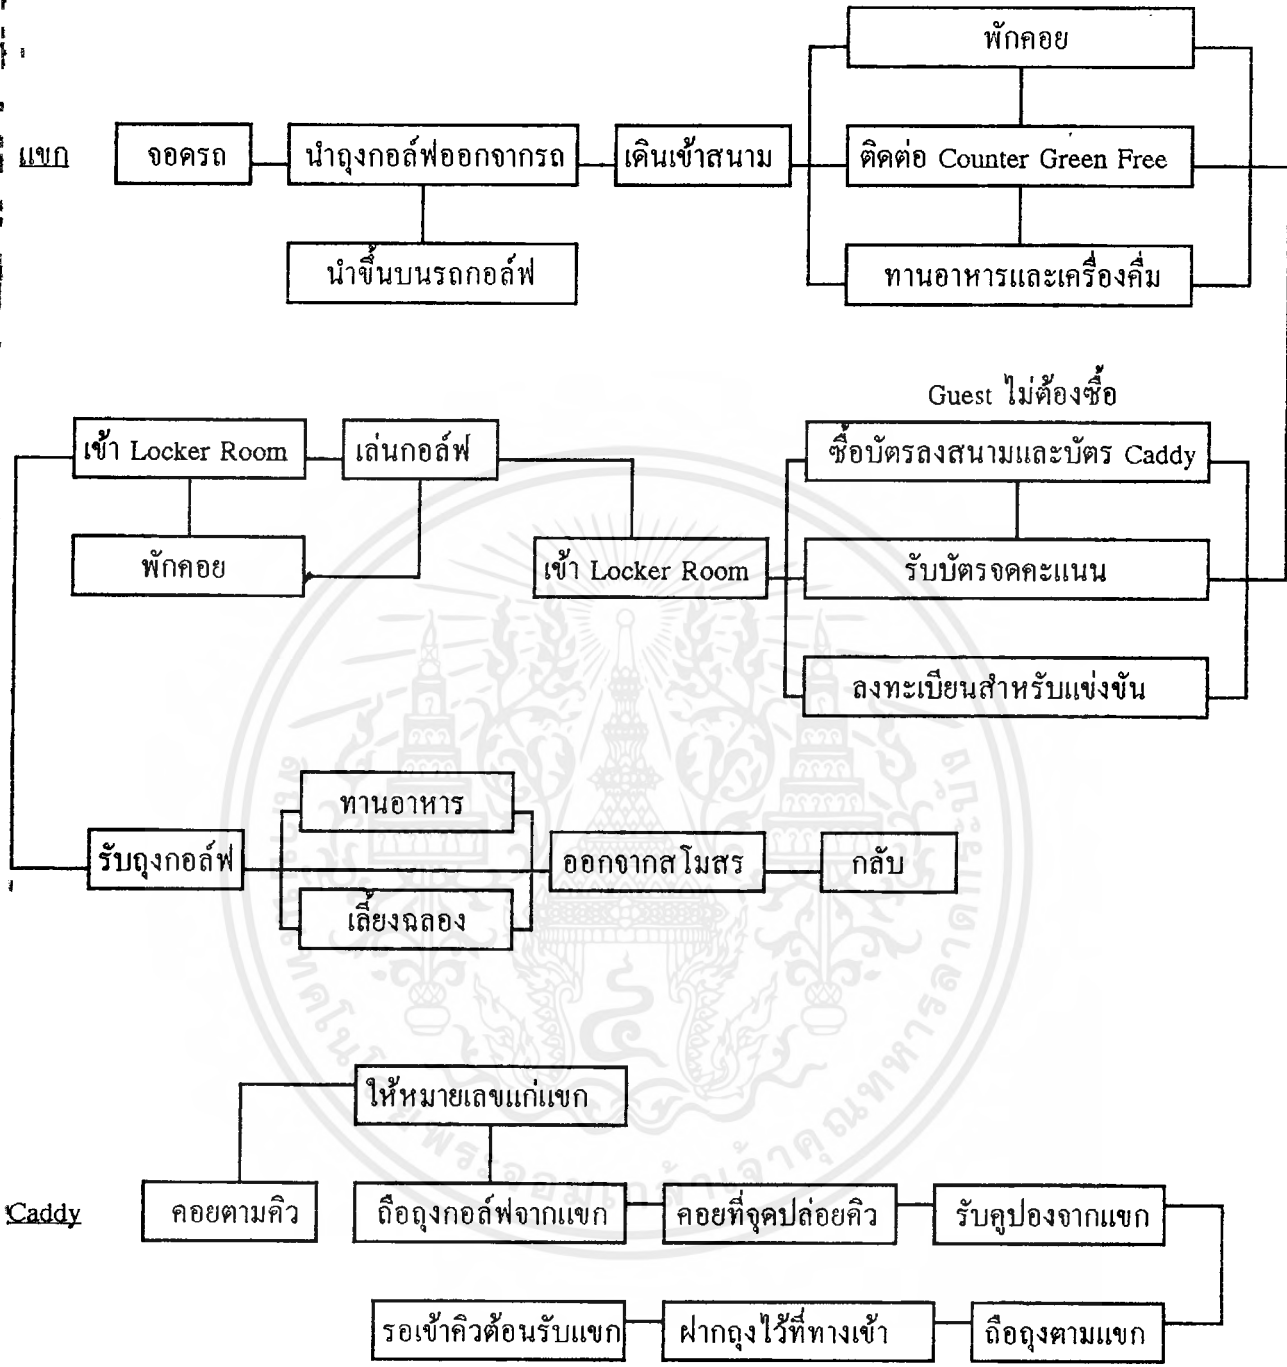 พักคอย
แขก
จอดรถ
นำถุงกอล์ฟออกจากรถ
เดินเข้าสนาม
ติดต่อ Counter Green Free
นำขึ้นบนรถกอล์ฟ
ทานอาหารและเครื่องดื่ม
Guest ไม่ต้องซื้อ
เข้า Locker Room
เล่นกอล์ฟ
ซื้อบัตรลงสนามและบัตร Caddy
พักคอย
เข้า Locker Room
รับบัตรจดคะแนน
ลงทะเบียนสำหรับแข่งขัน
ทานอาหาร
รับถุงกอล์ฟ
ออกจากสโมสร
กลับ
เลี้ยงฉลอง
ให้หมายเลขแก่แขก
Caddy
คอยตามคิว
ถือถุงกอล์ฟจากแขก
คอยที่จุดปล่อยคิว
รับคูปองจากแขก
รอเข้าคิวต้อนรับแขก
ฝากถุงไว้ที่ทางเข้า
ถือถุงตามแขก